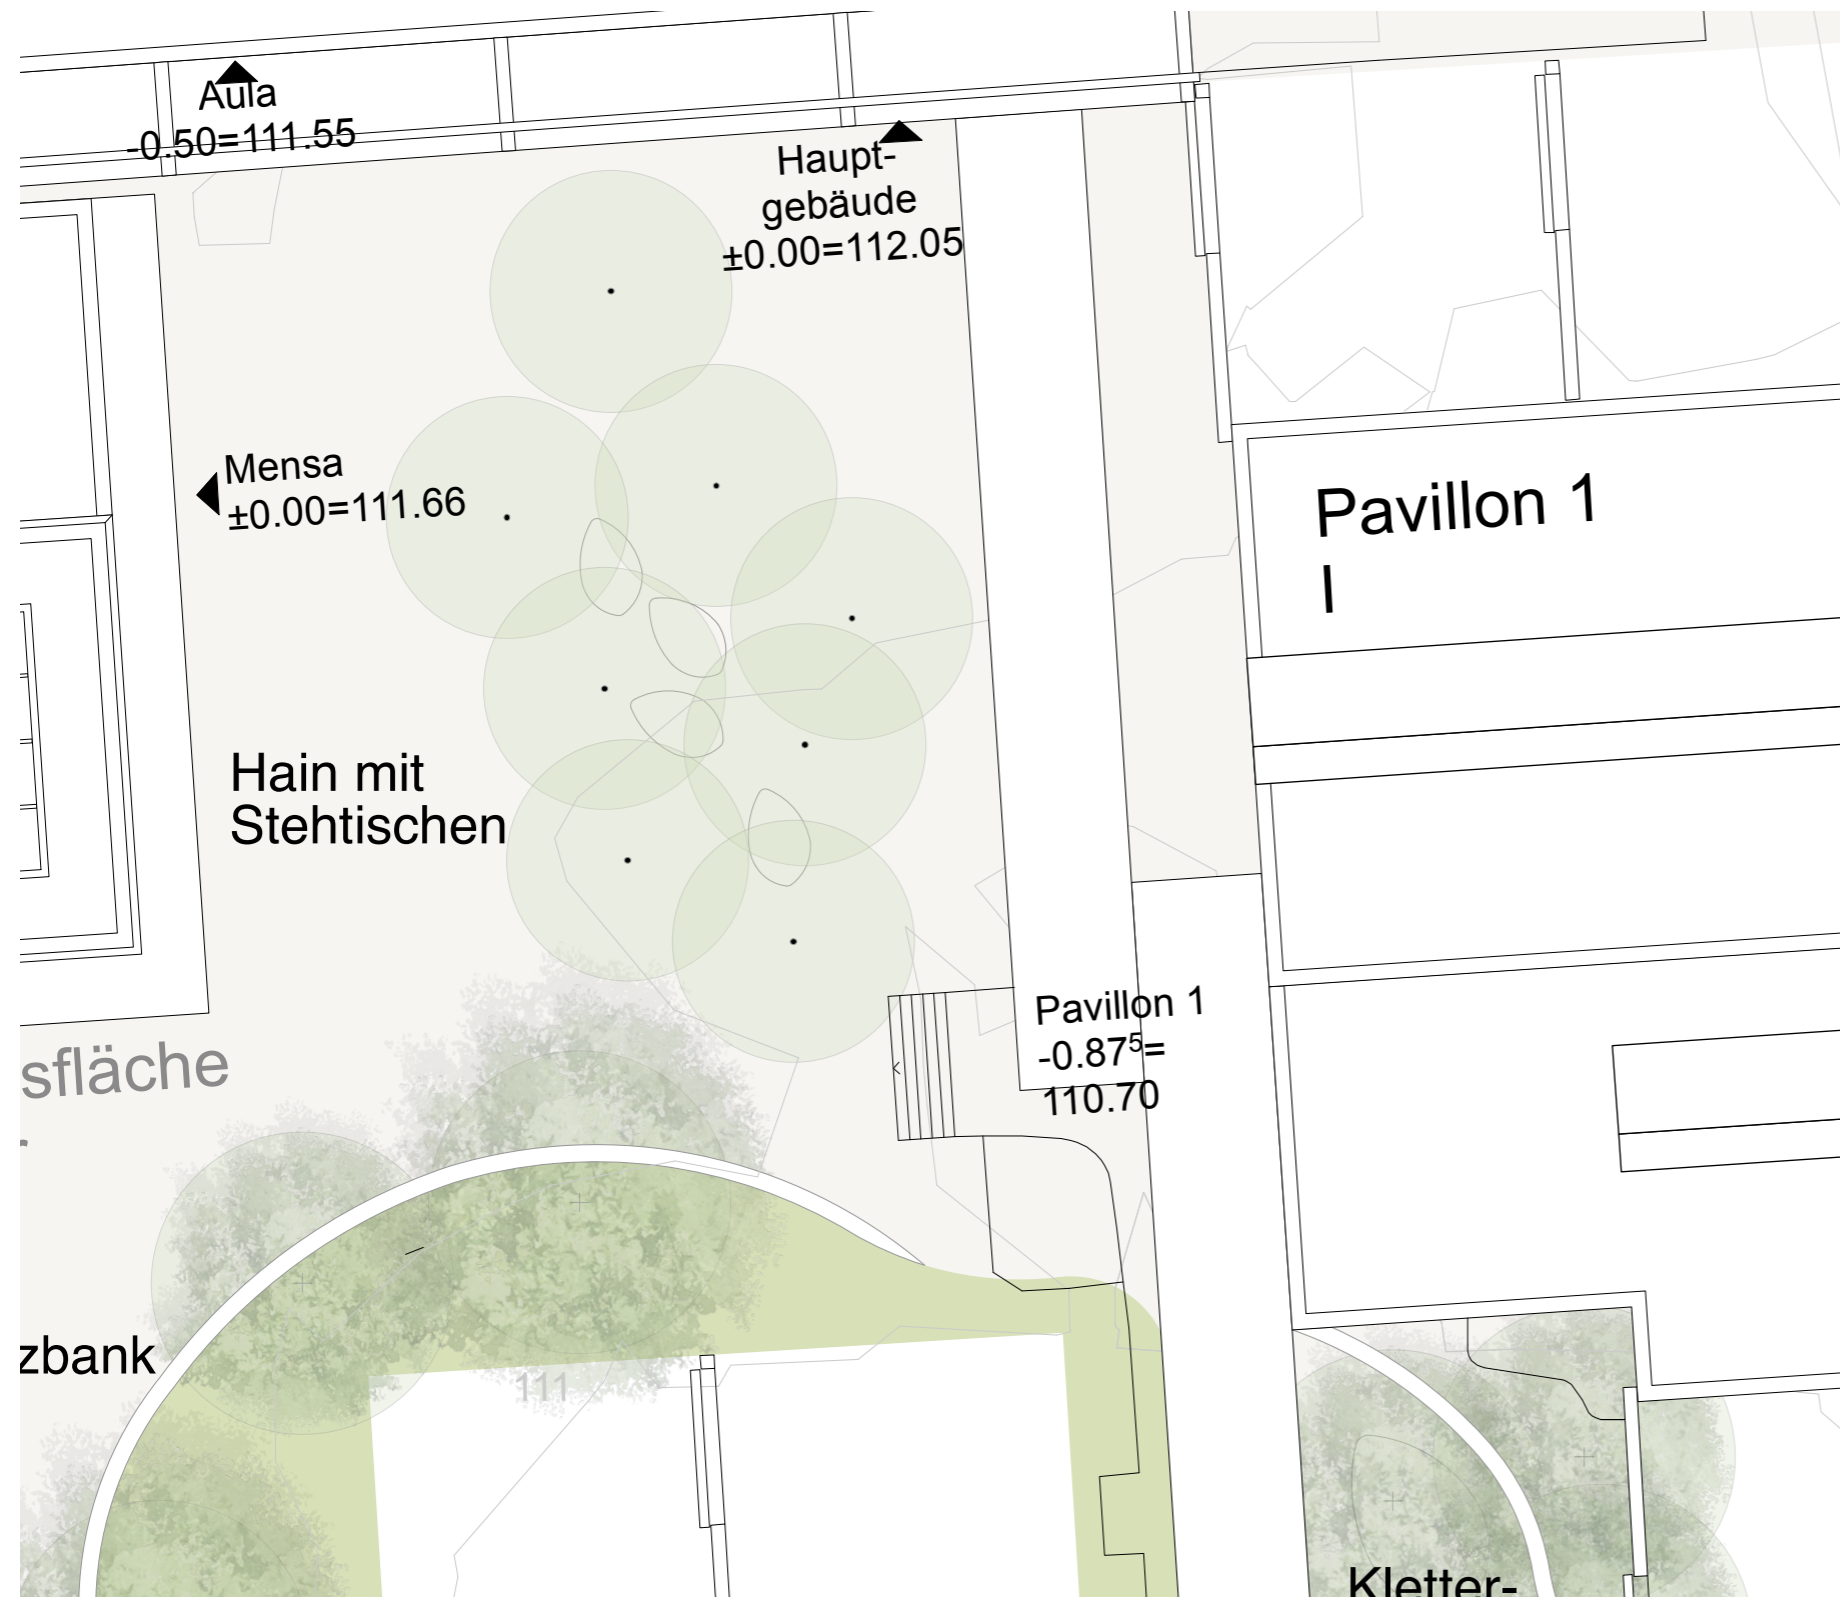 Aula
-0.50=111.55
Haupt-
gebäude
±0.00=112.05
Mensa
±0.00=111.66
Pavillon 1
I
Hain mit
Stehtischen
Pavillon 1
-0.87⁵=
110.70
sfläche
zbank
111
Kletter-